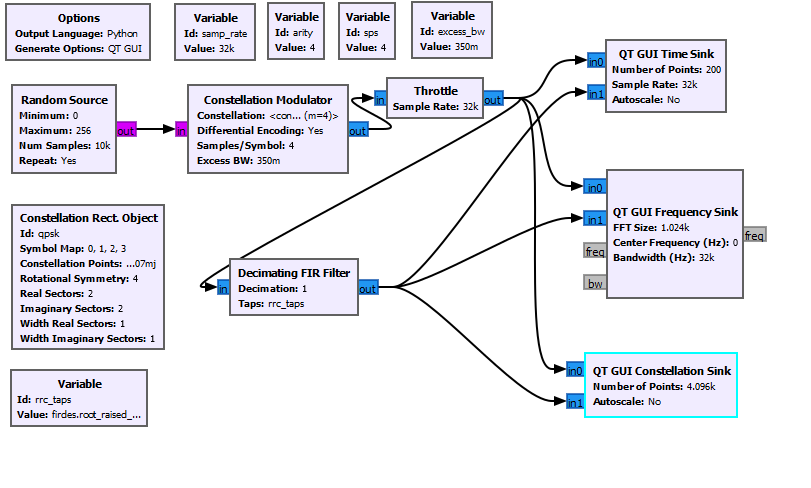 Options
Output Language: Python
Generate Options: QT GUI
Variable
Id: samp_rate
Value: 32k
Variable
Id: arity
Value: 4
Variable
Id: sps
Value: 4
Variable
Id: excess_bw
Value: 350m
Random Source
Minimum: 0
Maximum: 256
Num Samples: 10k
Repeat: Yes
out
in
Constellation Modulator
Constellation: <con... (m=4)>
Differential Encoding: Yes
Samples/Symbol: 4
Excess BW: 350m
out
in
Throttle
Sample Rate: 32k
out
in0
in1
QT GUI Time Sink
Number of Points: 200
Sample Rate: 32k
Autoscale: No
in0
in1
freq
bw
QT GUI Frequency Sink
FFT Size: 1.024k
Center Frequency (Hz): 0
Bandwidth (Hz): 32k
freq
Constellation Rect. Object
Id: qpsk
Symbol Map: 0, 1, 2, 3
Constellation Points: ...07mj
Rotational Symmetry: 4
Real Sectors: 2
Imaginary Sectors: 2
Width Real Sectors: 1
Width Imaginary Sectors: 1
in
Decimating FIR Filter
Decimation: 1
Taps: rrc_taps
out
in0
in1
QT GUI Constellation Sink
Number of Points: 4.096k
Autoscale: No
Variable
Id: rrc_taps
Value: firdes.root_raised_...